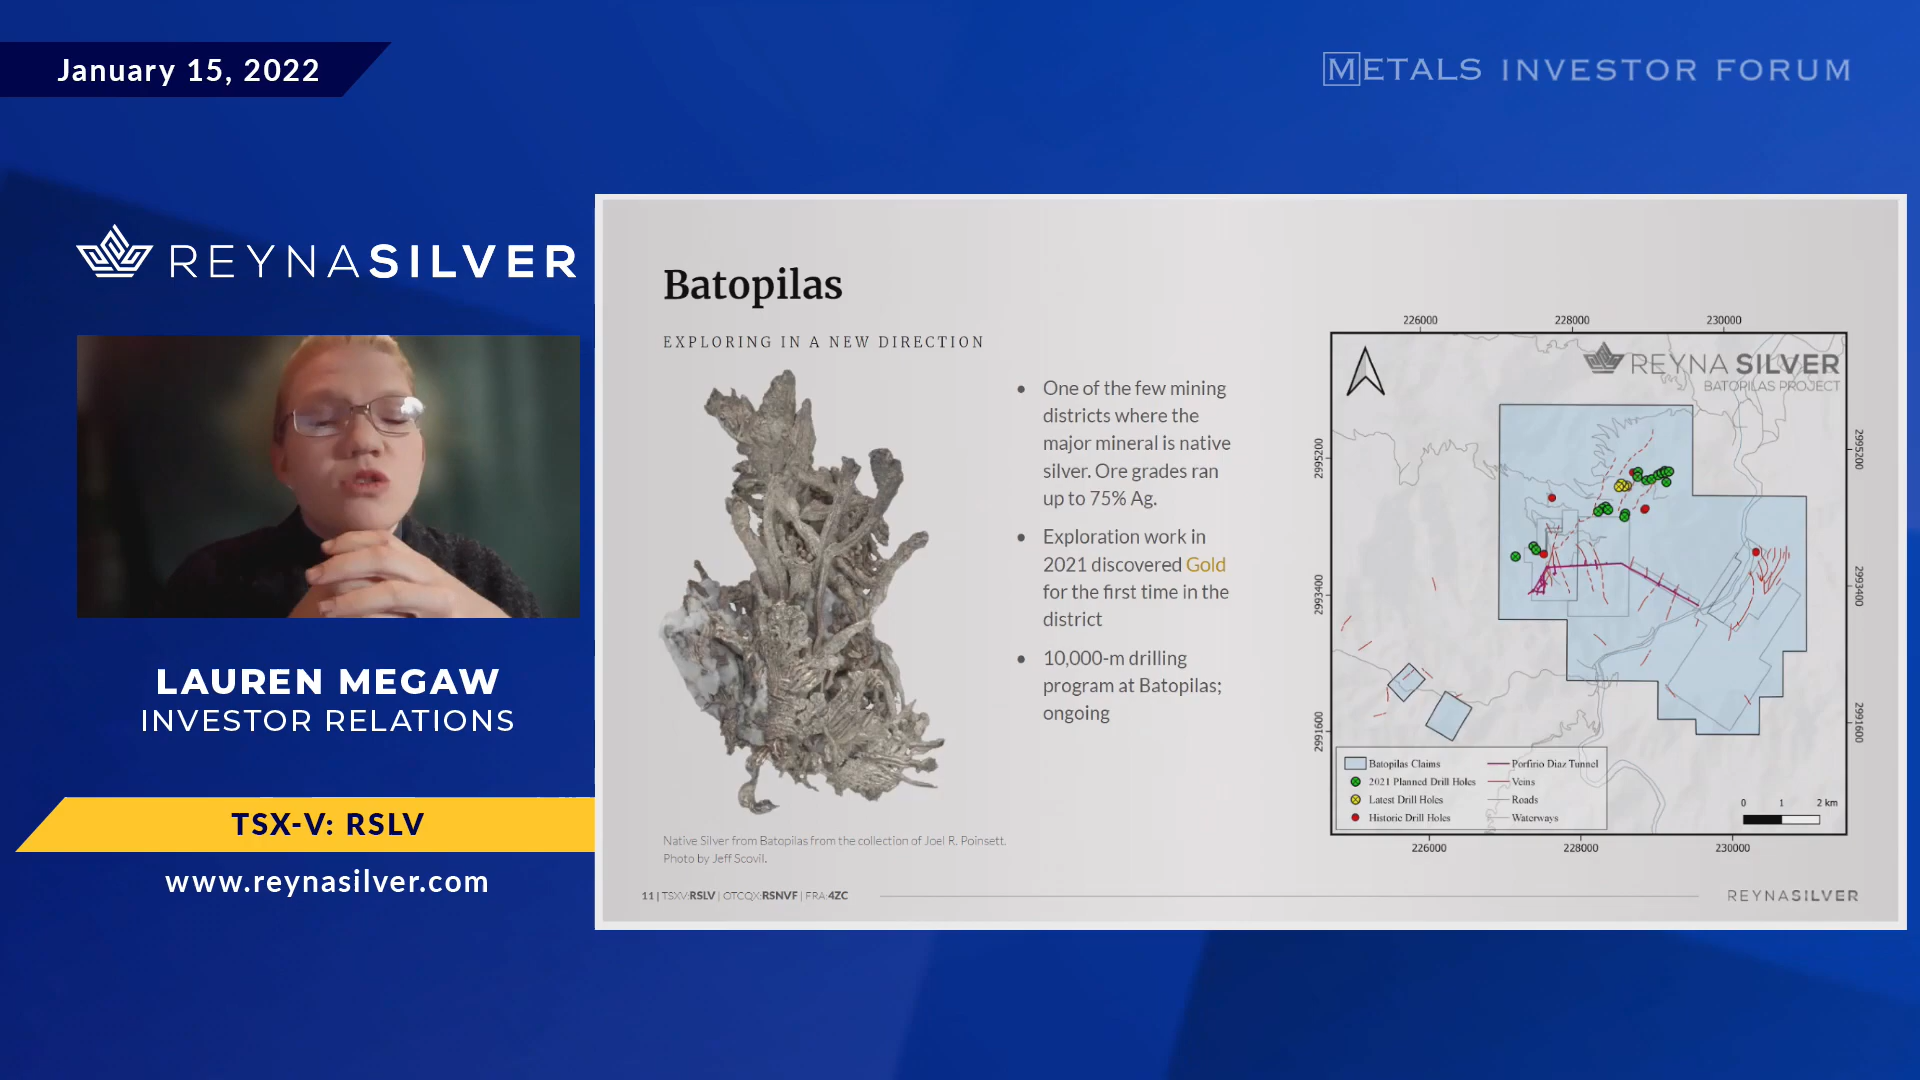 January 15, 2022
METALS INVESTOR FORUM
REYNASILVER
LAUREN MEGAW
INVESTOR RELATIONS
TSX-V: RSLV
www.reynasilver.com
Batopilas
EXPLORING IN A NEW DIRECTION
• One of the few mining
districts where the
major mineral is native
silver. Ore grades ran
up to 75% Ag.
• Exploration work in
2021 discovered Gold
for the first time in the
district
• 10,000-m drilling
program at Batopilas;
ongoing
Native Silver from Batopilas from the collection of Joel R. Poinsett.
Photo by Jeff Scovil.
226000 228000 230000
REYNA SILVER
BATOPILAS PROJECT
2995200 2995200
2993400 2993400
2991600 2991600
Batopilas Claims
2021 Planned Drill Holes
Latest Drill Holes
Historic Drill Holes
Porfirio Diaz Tunnel
Veins
Roads
Waterways
0 1 2 km
226000 228000 230000
11 | TSXV:RSLV | OTCQX:RSNVF | FRA:4ZC
REYNASILVER